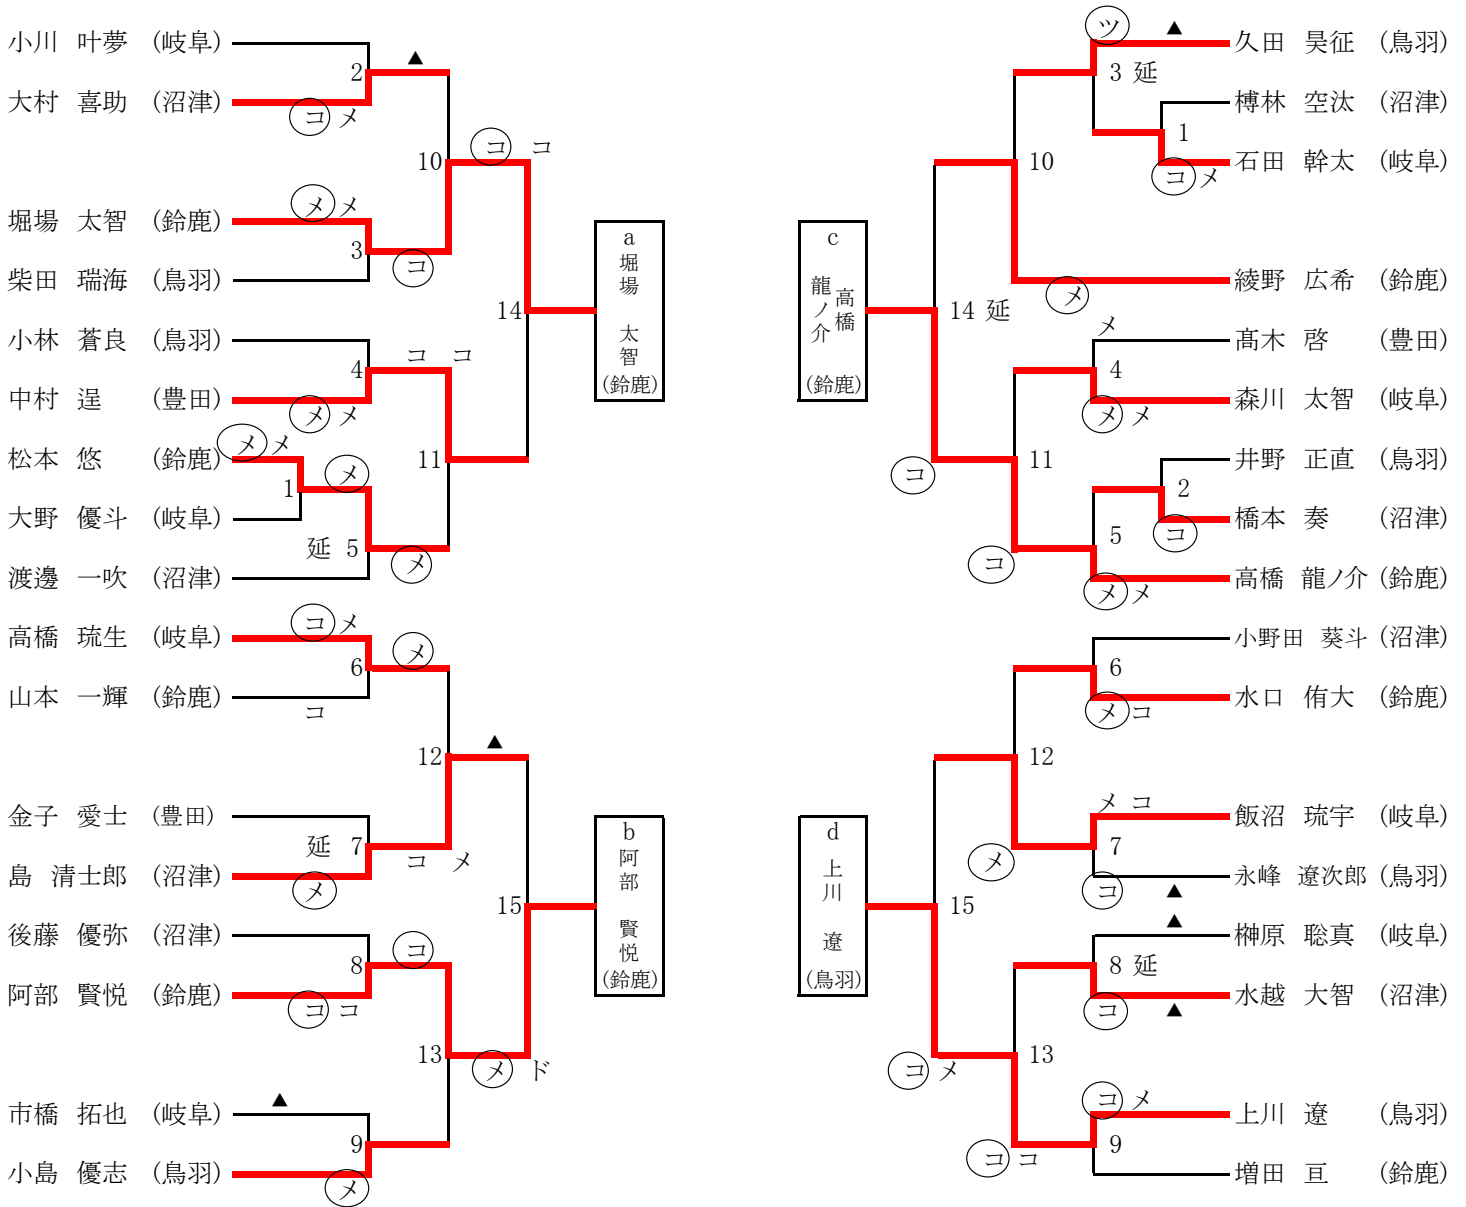 小川 叶夢 (岐阜)
▲
2
大村 喜助 (沼津)
コ メ
10
コ コ
堀場 太智 (鈴鹿)
メ メ
3
コ
柴田 瑞海 (鳥羽)
14
a 堀場 太智 (鈴鹿)
小林 蒼良 (鳥羽)
4
コ コ
中村 逞 (豊田)
メ メ
松本 悠 (鈴鹿)
メ メ
11
1
メ
大野 優斗 (岐阜)
延 5
メ
渡邊 一吹 (沼津)
高橋 琉生 (岐阜)
コ メ
6
メ
山本 一輝 (鈴鹿)
コ
12
▲
金子 愛士 (豊田)
延 7
コ メ
島 清士郎 (沼津)
メ
15
b 阿部 賢悦 (鈴鹿)
後藤 優弥 (沼津)
8
コ
阿部 賢悦 (鈴鹿)
コ コ
13
メ ド
市橋 拓也 (岐阜)
▲
9
小島 優志 (鳥羽)
メ
ツ
▲
久田 昊征 (鳥羽)
3 延
榑林 空汰 (沼津)
1
石田 幹太 (岐阜)
コ メ
10
綾野 広希 (鈴鹿)
メ
c 高橋 龍ノ介 (鈴鹿)
14 延
メ
髙木 啓 (豊田)
4
森川 太智 (岐阜)
メ メ
11
コ
井野 正直 (鳥羽)
2
橋本 奏 (沼津)
コ
5
コ
高橋 龍ノ介 (鈴鹿)
メ メ
小野田 葵斗 (沼津)
6
水口 侑大 (鈴鹿)
メ コ
12
メ コ
飯沼 琉宇 (岐阜)
7
メ
永峰 遼次郎 (鳥羽)
コ
▲
d 上川 遼 (鳥羽)
15
▲
榊原 聡真 (岐阜)
8 延
水越 大智 (沼津)
コ
▲
13
コ メ
コ メ
上川 遼 (鳥羽)
9
コ コ
増田 亘 (鈴鹿)